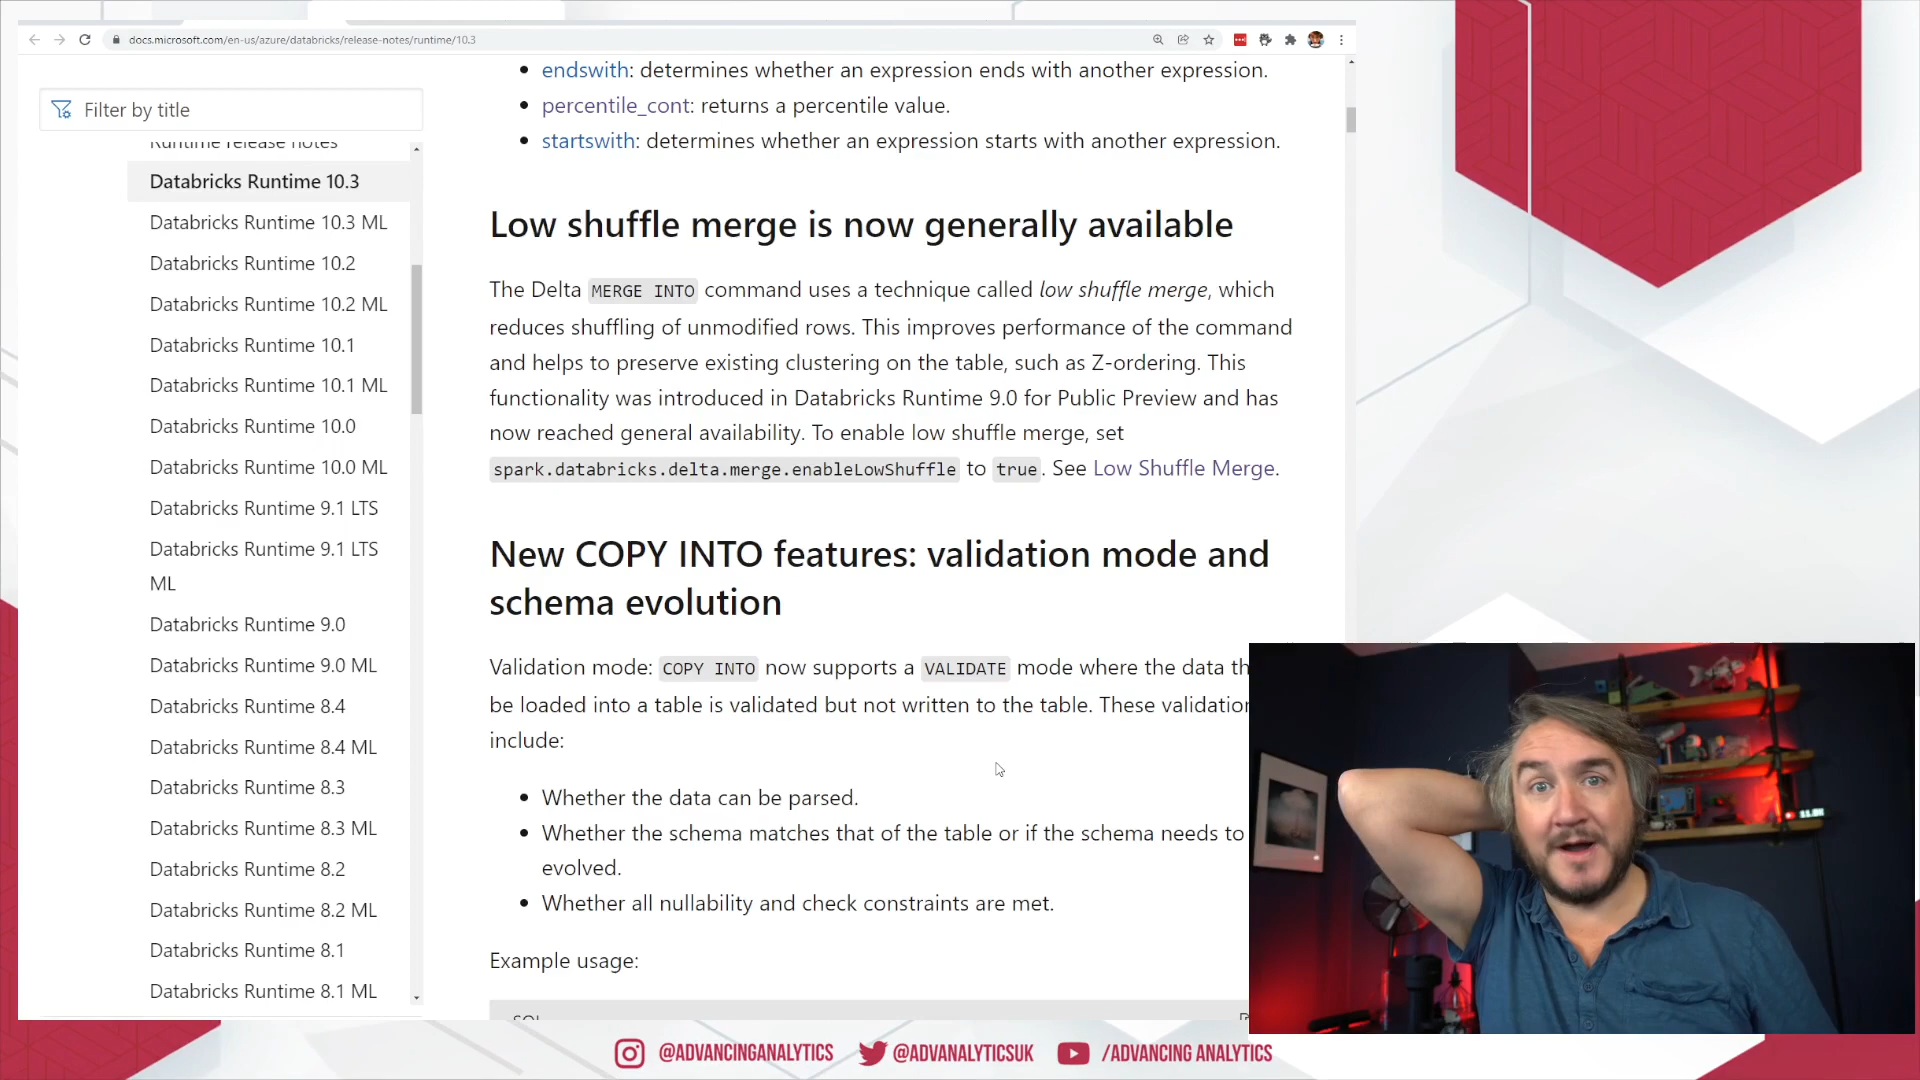 docs.microsoft.com/en-us/azure/databricks/release-notes/runtime/10.3
Filter by title
Runtime release notes
Databricks Runtime 10.3
Databricks Runtime 10.3 ML
Databricks Runtime 10.2
Databricks Runtime 10.2 ML
Databricks Runtime 10.1
Databricks Runtime 10.1 ML
Databricks Runtime 10.0
Databricks Runtime 10.0 ML
Databricks Runtime 9.1 LTS
Databricks Runtime 9.1 LTS
ML
Databricks Runtime 9.0
Databricks Runtime 9.0 ML
Databricks Runtime 8.4
Databricks Runtime 8.4 ML
Databricks Runtime 8.3
Databricks Runtime 8.3 ML
Databricks Runtime 8.2
Databricks Runtime 8.2 ML
Databricks Runtime 8.1
Databricks Runtime 8.1 ML
endswith: determines whether an expression ends with another expression.
percentile_cont: returns a percentile value.
startswith: determines whether an expression starts with another expression.
Low shuffle merge is now generally available
The Delta MERGE INTO command uses a technique called low shuffle merge, which
reduces shuffling of unmodified rows. This improves performance of the command
and helps to preserve existing clustering on the table, such as Z-ordering. This
functionality was introduced in Databricks Runtime 9.0 for Public Preview and has
now reached general availability. To enable low shuffle merge, set
spark.databricks.delta.merge.enableLowShuffle to true. See Low Shuffle Merge.
New COPY INTO features: validation mode and
schema evolution
Validation mode: COPY INTO now supports a VALIDATE mode where the data th
be loaded into a table is validated but not written to the table. These validation
include:
Whether the data can be parsed.
Whether the schema matches that of the table or if the schema needs to
evolved.
Whether all nullability and check constraints are met.
Example usage:
SQL
@ADVANCINGANALYTICS
@ADVANALYTICSUK
/ADVANCING ANALYTICS